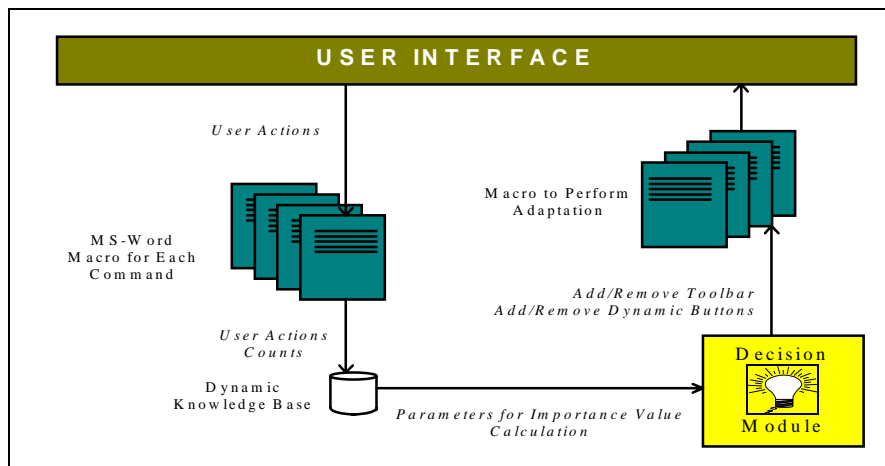 USER INTERFACE
User Actions
MS-Word
Macro for Each
Command
User Actions
Counts
Dynamic
Knowledge Base
Parameters for Importance Value
Calculation
Macro to Perform
Adaptation
Add/Remove Toolbar
Add/Remove Dynamic Buttons
Decision
Module